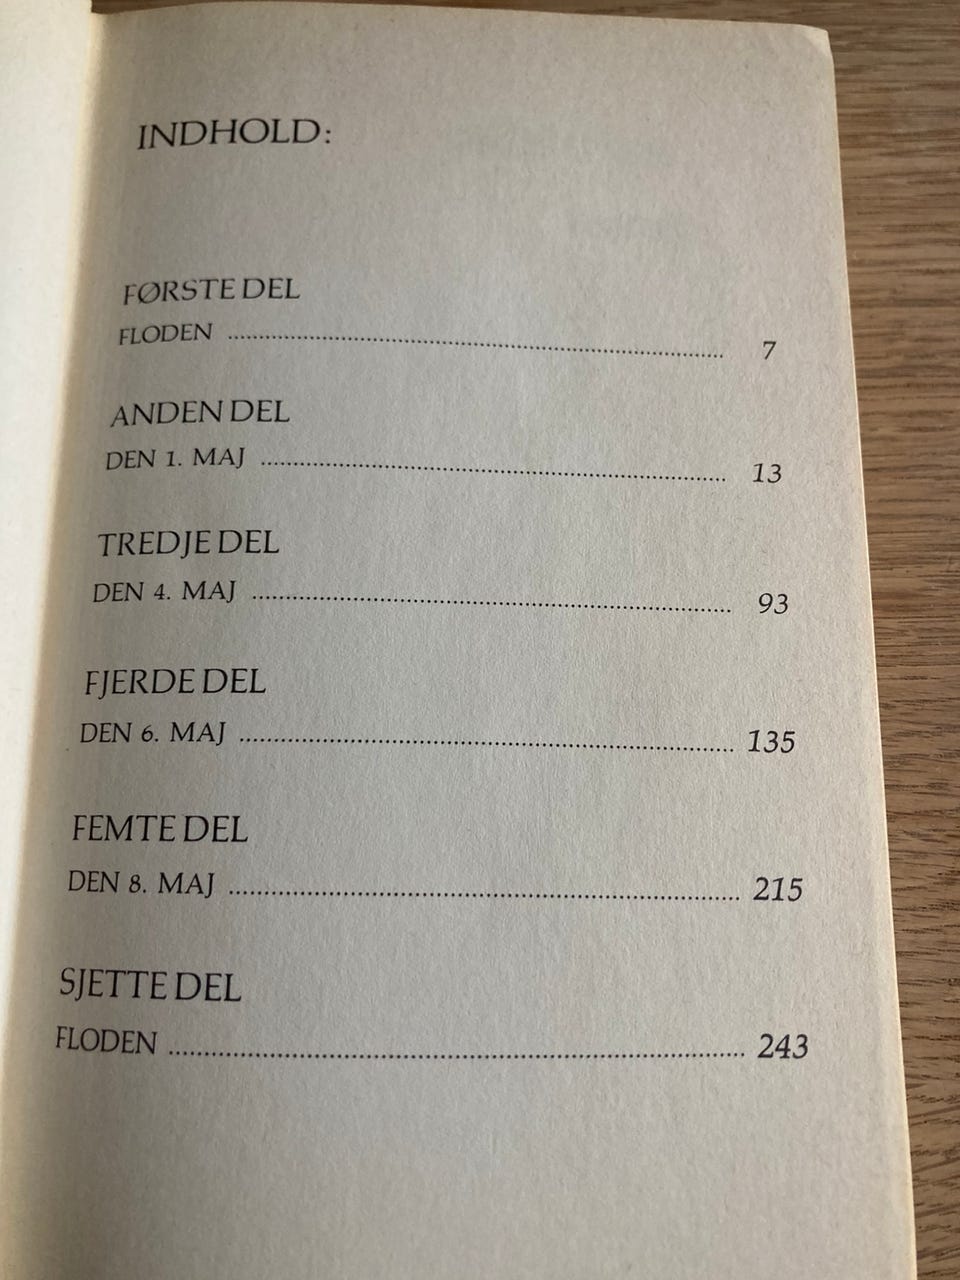 INDHOLD:
FØRSTE DEL
FLODEN ........................................ 7
ANDEN DEL
DEN 1. MAJ ........................................ 13
TREDJE DEL
DEN 4. MAJ ........................................ 93
FJERDE DEL
DEN 6. MAJ ........................................ 135
FEMTE DEL
DEN 8. MAJ ........................................ 215
SJETTE DEL
FLODEN ........................................ 243